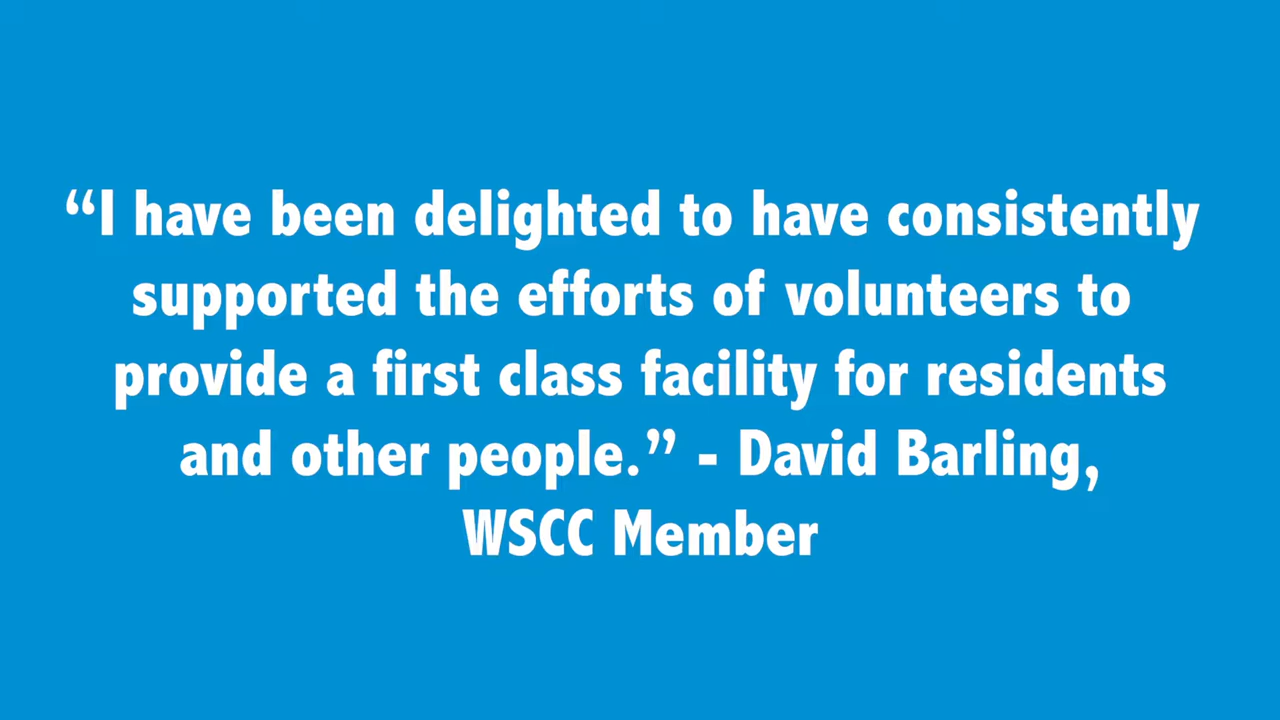 “I have been delighted to have consistently
supported the efforts of volunteers to
provide a first class facility for residents
and other people.” - David Barling,
WSCC Member